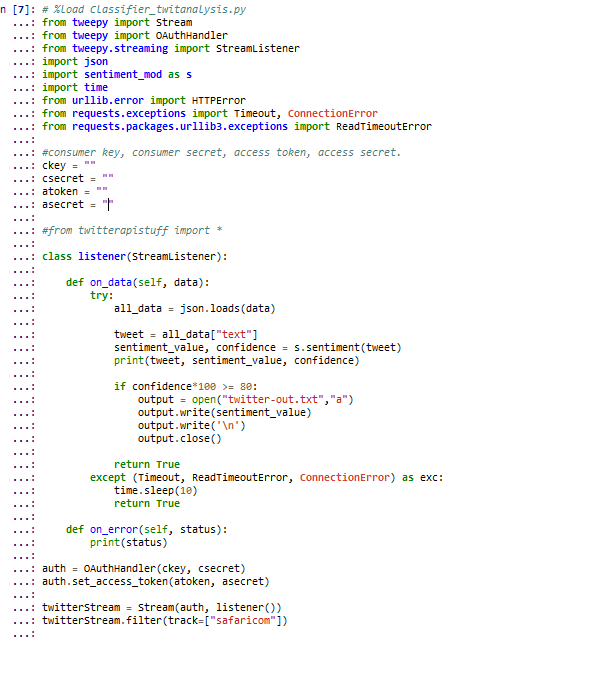 n [7]: # %load Classifier_twitanalysis.py
...: from tweepy import Stream
...: from tweepy import OAuthHandler
...: from tweepy.streaming import StreamListener
...: import json
...: import sentiment_mod as s
...: import time
...: from urllib.error import HTTPError
...: from requests.exceptions import Timeout, ConnectionError
...: from requests.packages.urllib3.exceptions import ReadTimeoutError
...:
...: #consumer key, consumer secret, access token, access secret.
...: ckey = ""
...: csecret = ""
...: atoken = ""
...: asecret = ""
...:
...: #from twitterapistuff import *
...:
...: class listener(StreamListener):
...:
...:     def on_data(self, data):
...:         try:
...:             all_data = json.loads(data)
...:
...:             tweet = all_data["text"]
...:             sentiment_value, confidence = s.sentiment(tweet)
...:             print(tweet, sentiment_value, confidence)
...:
...:             if confidence*100 >= 80:
...:                 output = open("twitter-out.txt","a")
...:                 output.write(sentiment_value)
...:                 output.write('\n')
...:                 output.close()
...:
...:             return True
...:         except (Timeout, ReadTimeoutError, ConnectionError) as exc:
...:             time.sleep(10)
...:             return True
...:
...:     def on_error(self, status):
...:         print(status)
...:
...: auth = OAuthHandler(ckey, csecret)
...: auth.set_access_token(atoken, asecret)
...:
...: twitterStream = Stream(auth, listener())
...: twitterStream.filter(track=["safaricom"])
...: